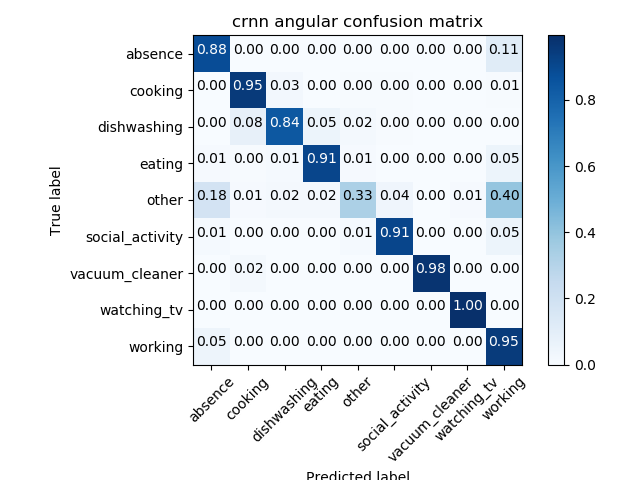 crnn angular confusion matrix
absence 0.88 0.00 0.00 0.00 0.00 0.00 0.00 0.00 0.11
cooking 0.00 0.95 0.03 0.00 0.00 0.00 0.00 0.00 0.01
dishwashing 0.00 0.08 0.84 0.05 0.02 0.00 0.00 0.00 0.00
eating 0.01 0.00 0.01 0.91 0.01 0.00 0.00 0.00 0.05
other 0.18 0.01 0.02 0.02 0.33 0.04 0.00 0.01 0.40
social_activity 0.01 0.00 0.00 0.00 0.01 0.91 0.00 0.00 0.05
vacuum_cleaner 0.00 0.02 0.00 0.00 0.00 0.00 0.98 0.00 0.00
watching_tv 0.00 0.00 0.00 0.00 0.00 0.00 0.00 1.00 0.00
working 0.05 0.00 0.00 0.00 0.00 0.00 0.00 0.00 0.95
True label
absence
cooking
dishwashing
eating
other
social_activity
vacuum_cleaner
watching_tv
working
Predicted label
0.8
0.6
0.4
0.2
0.0